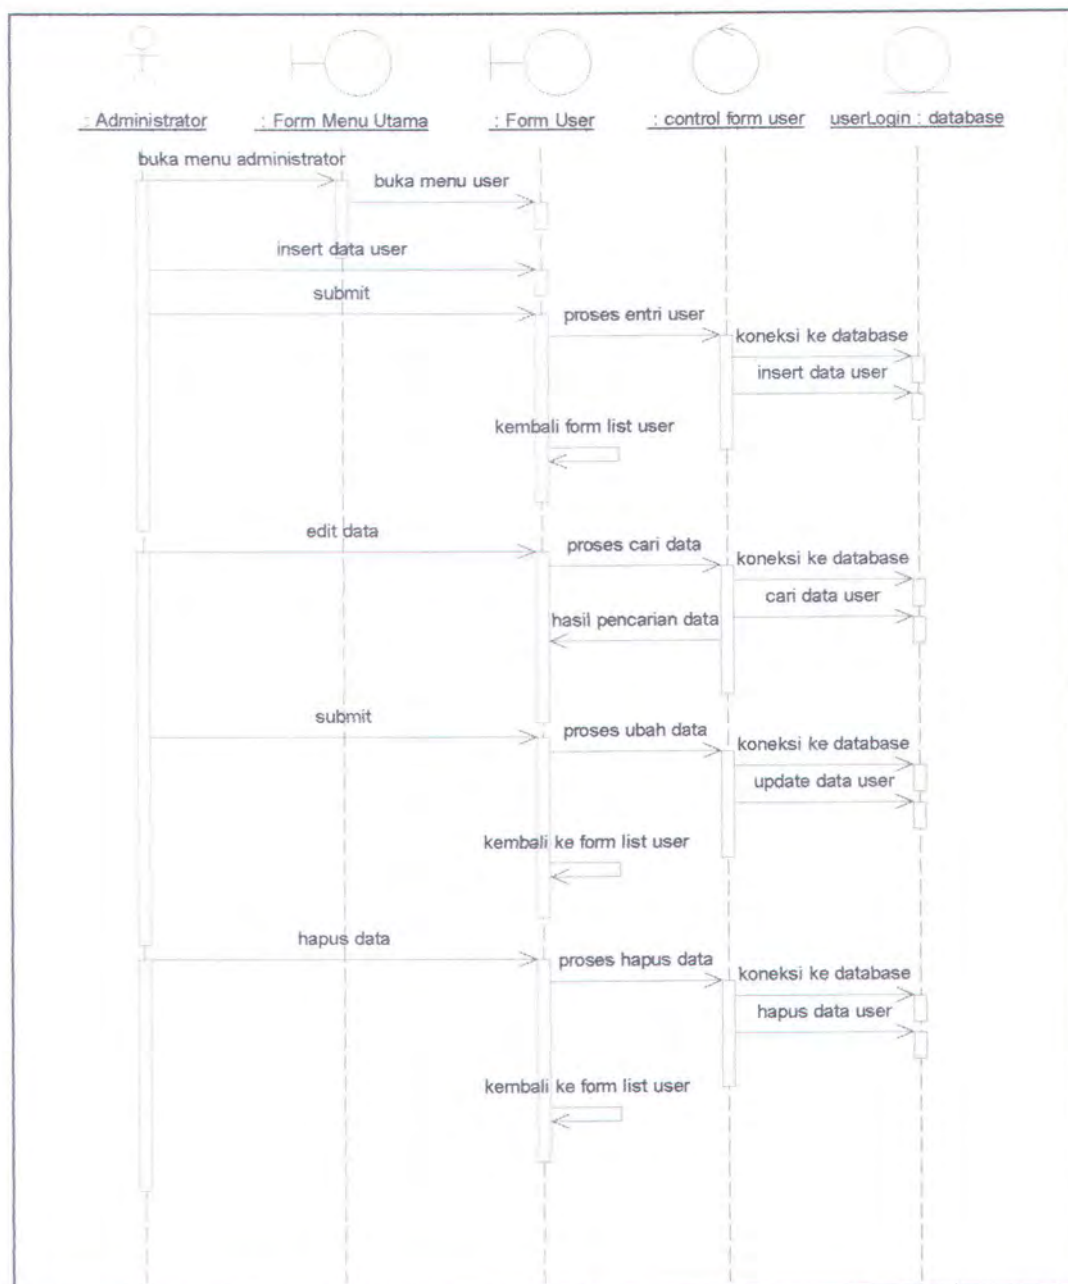 : Administrator
: Form Menu Utama
: Form User
: control form user
userLogin : database
buka menu administrator
buka menu user
insert data user
submit
proses entri user
koneksi ke database
insert data user
kembali form list user
edit data
proses cari data
koneksi ke database
cari data user
hasil pencarian data
submit
proses ubah data
koneksi ke database
update data user
kembali ke form list user
hapus data
proses hapus data
koneksi ke database
hapus data user
kembali ke form list user